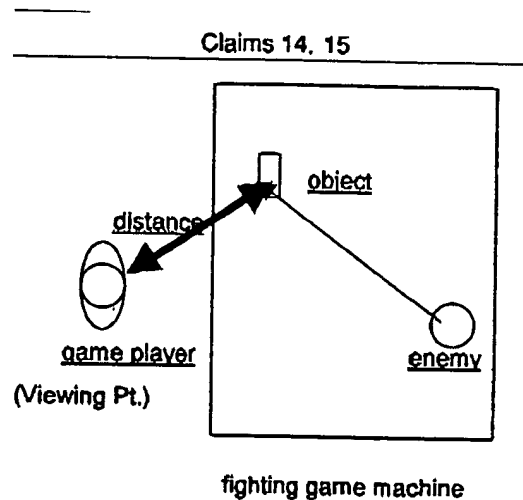 Claims 14, 15
object
distance
game player
enemy
(Viewing Pt.)
fighting game machine